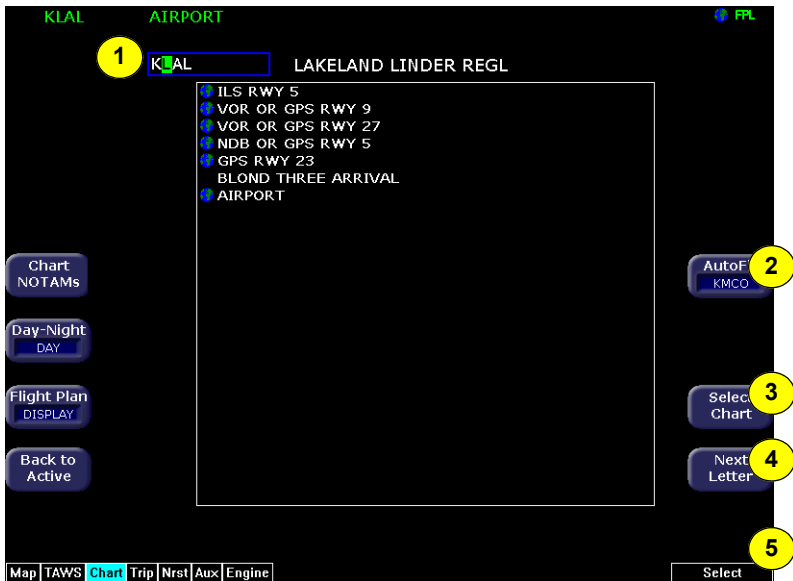 KLAL AIRPORT FPL
1 KLAL LAKELAND LINDER REGL
ILS RWY 5
VOR OR GPS RWY 9
VOR OR GPS RWY 27
NDB OR GPS RWY 5
GPS RWY 23
BLOND THREE ARRIVAL
AIRPORT
Chart
NOTAMs
Day-Night
DAY
Flight Plan
DISPLAY
Back to
Active
2
KMCO
3
Chart
Next 4
Letter
5
Map TAWS Chart Trip Nrst Aux Engine Select